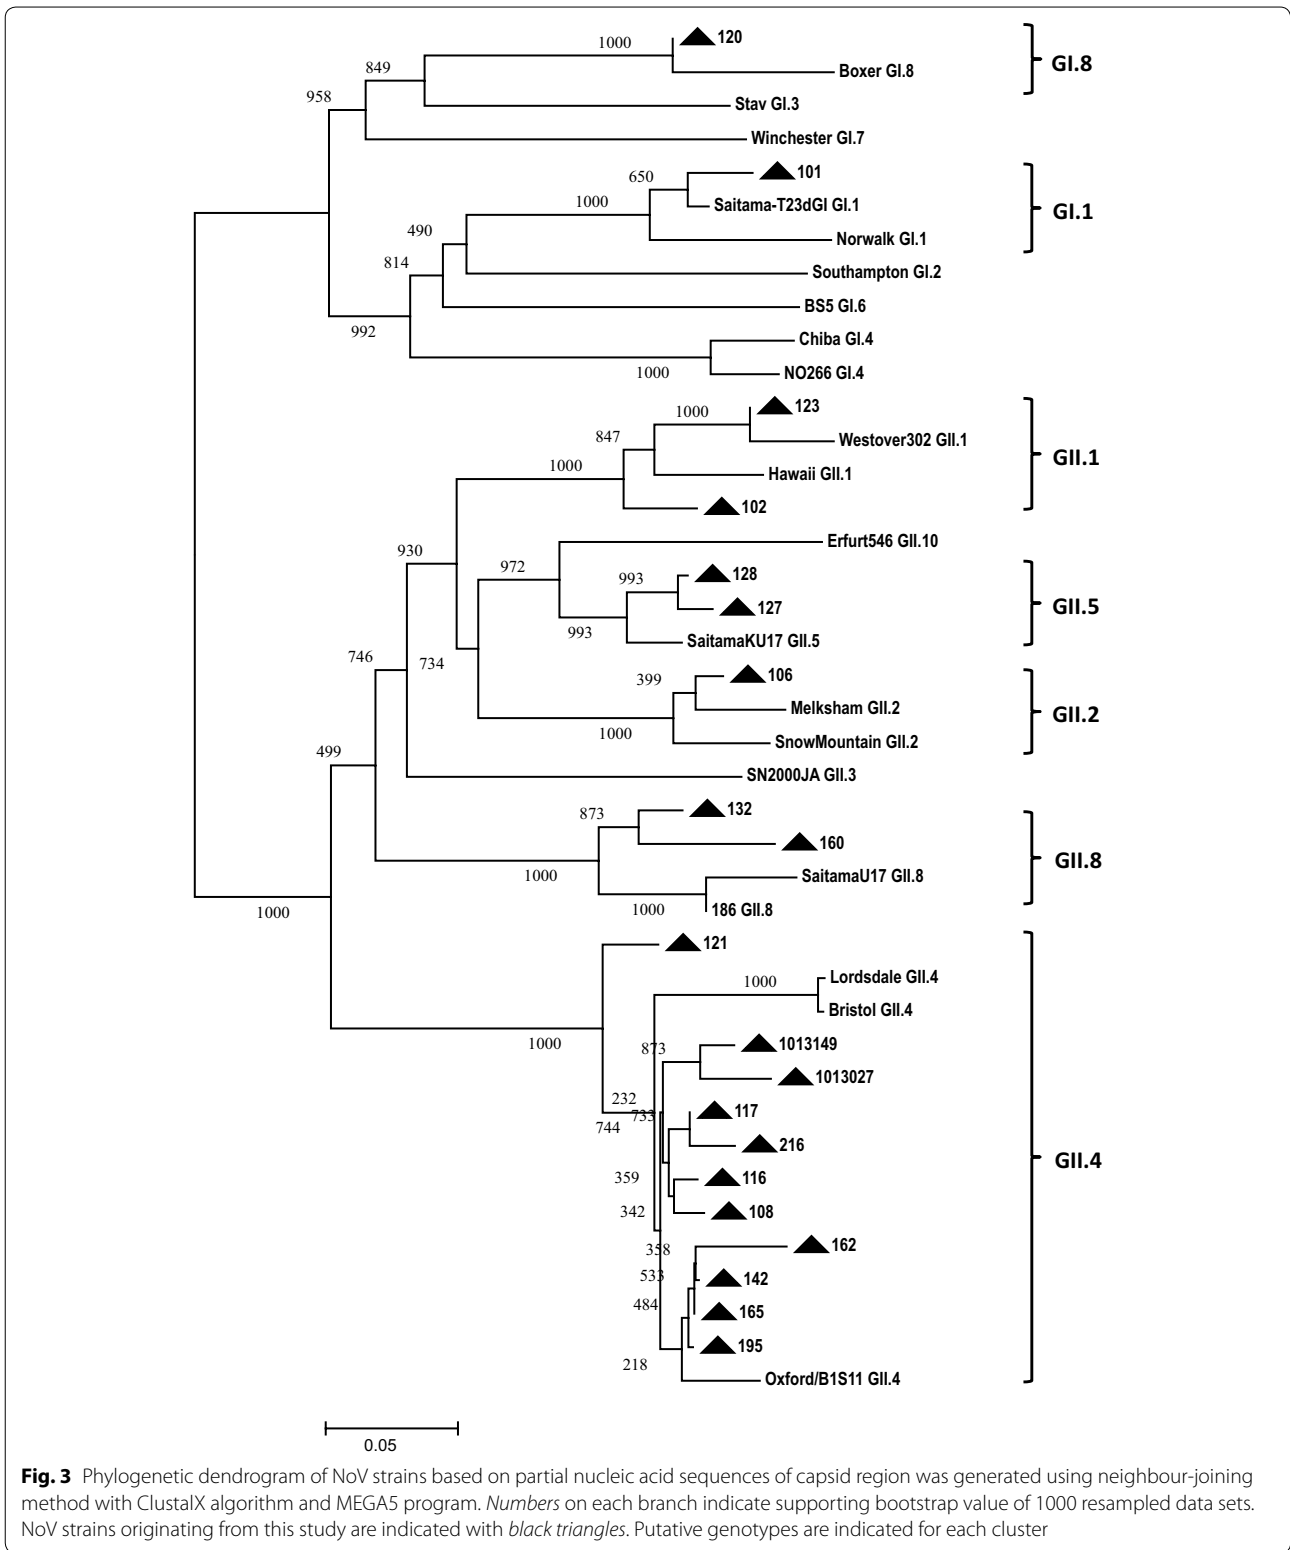 1000
120
849
Boxer GI.8
GI.8
958
Stav GI.3
Winchester GI.7
650
101
1000
Saitama-T23dGI GI.1
GI.1
490
Norwalk GI.1
814
Southampton GI.2
BS5 GI.6
992
Chiba GI.4
1000
NO266 GI.4
1000
123
847
Westover302 GII.1
GII.1
1000
Hawaii GII.1
102
930
Erfurt546 GII.10
972
993
128
127
GII.5
993
SaitamaKU17 GII.5
746
734
399
106
Melksham GII.2
GII.2
1000
SnowMountain GII.2
499
SN2000JA GII.3
873
132
160
GII.8
1000
SaitamaU17 GII.8
1000
186 GII.8
1000
121
1000
Lordsdale GII.4
Bristol GII.4
1000
873
1013149
1013027
232
733
117
744
216
GII.4
359
116
342
108
358
162
533
142
484
165
195
218
Oxford/B1S11 GII.4
0.05
Fig. 3 Phylogenetic dendrogram of NoV strains based on partial nucleic acid sequences of capsid region was generated using neighbour-joining
method with ClustalX algorithm and MEGA5 program. Numbers on each branch indicate supporting bootstrap value of 1000 resampled data sets.
NoV strains originating from this study are indicated with black triangles. Putative genotypes are indicated for each cluster